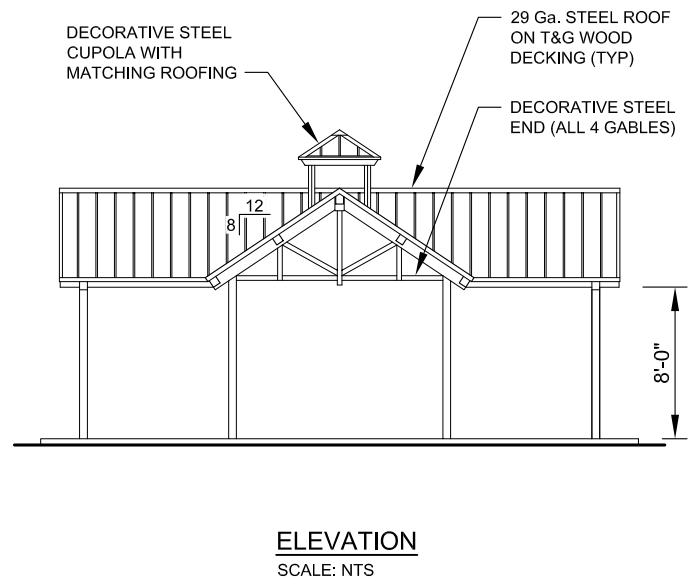 DECORATIVE STEEL
CUPOLA WITH
MATCHING ROOFING
29 Ga. STEEL ROOF
ON T&G WOOD
DECKING (TYP)
DECORATIVE STEEL
END (ALL 4 GABLES)
12
8
8'-0"
ELEVATION
SCALE: NTS